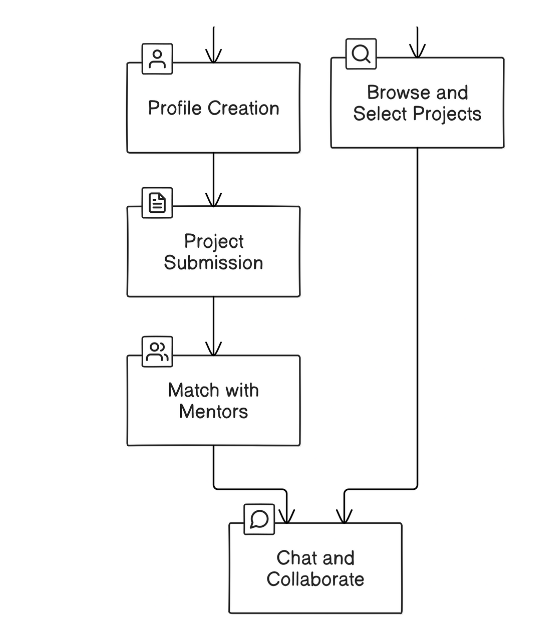 Profile Creation
Browse and
Select Projects
Project
Submission
Match with
Mentors
Chat and
Collaborate